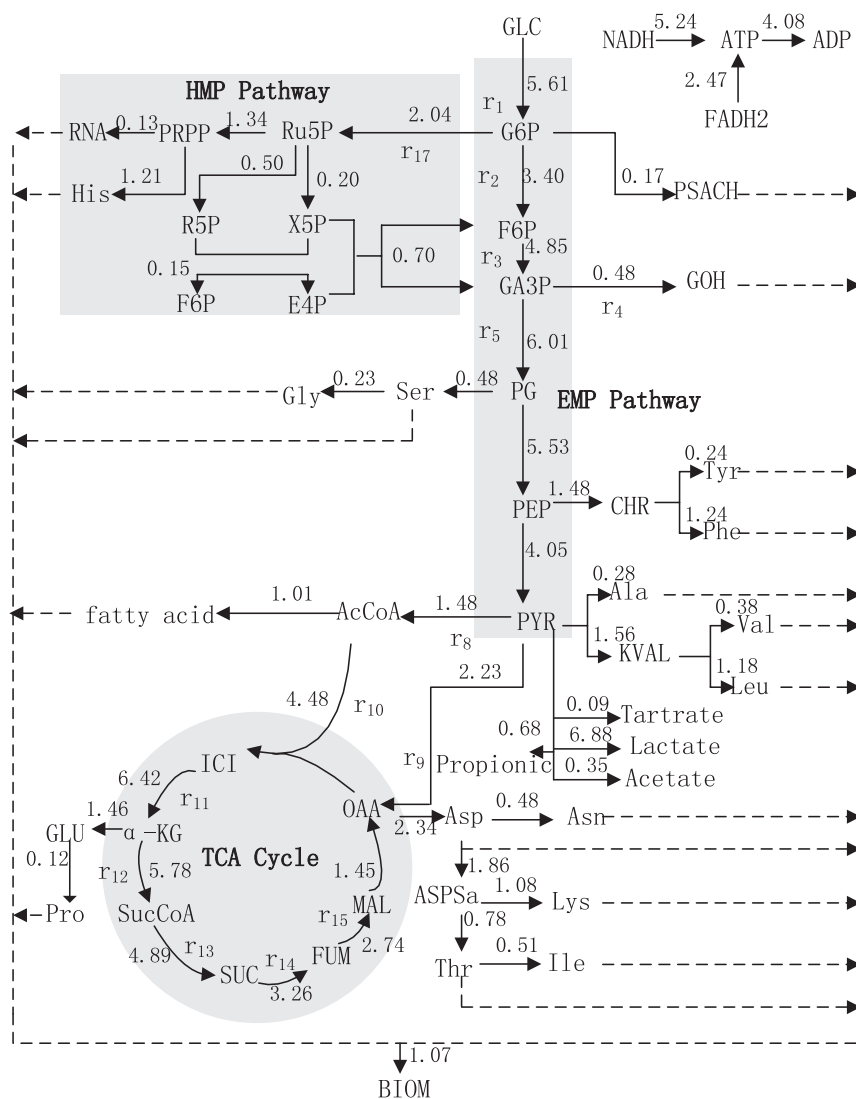 GLC
NADH 5.24 ATP 4.08 ADP
2.47
FADH2
HMP Pathway
r1 5.61
RNA 0.13 PRPP 1.34 Ru5P 2.04 G6P
r17
1.21 0.50 0.20 r2 3.40 0.17
His PSACH
R5P X5P F6P
0.15 0.70 r3 4.85
F6P E4P GA3P 0.48 GOH
r4
r5 6.01
Gly 0.23 Ser 0.48 PG
EMP Pathway
5.53
PEP 1.48 CHR
0.24 Tyr
1.24 Phe
4.05
fatty acid 1.01 AcCoA 1.48 PYR
r8
0.28 Ala
1.56 KVAL
0.38 Val
1.18 Leu
2.23
4.48 r10
0.09 Tartrate
0.68 6.88 Lactate
r9 Propionic
0.35 Acetate
ICI
6.42 r11
OAA 2.34 Asp 0.48 Asn
GLU 1.46 α-KG
0.12 r12 5.78
TCA Cycle
1.45
1.86
-Pro SucCoA
MAL
ASPSa 1.08 Lys
4.89 r13 r14 r15 2.74
0.78
SUC 3.26 FUM
Thr 0.51 Ile
1.07
BIOM